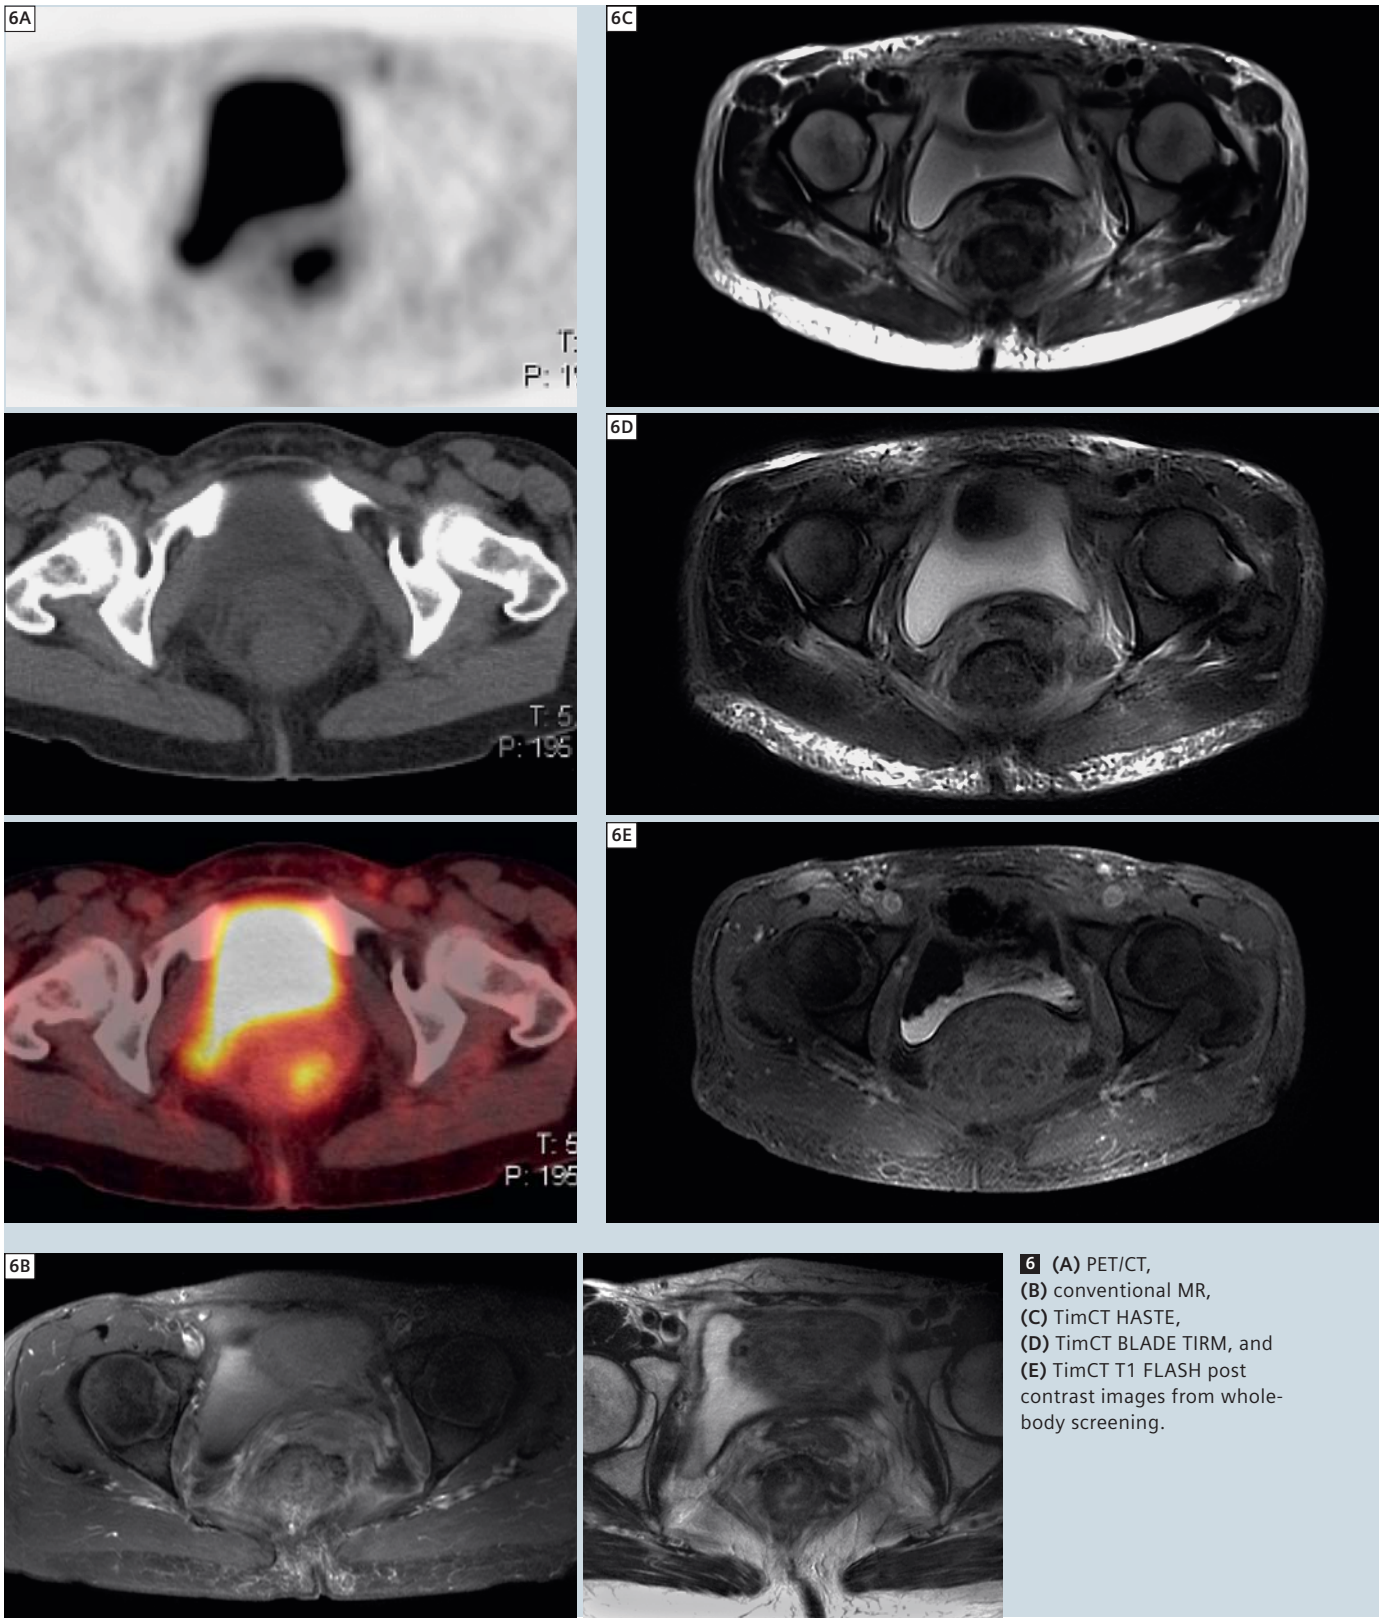 6A
T:
P: 19
T: 5
P: 195
T: 5
P: 195
6B
6C
6D
6E
6 (A) PET/CT,
(B) conventional MR,
(C) TimCT HASTE,
(D) TimCT BLADE TIRM, and
(E) TimCT T1 FLASH post
contrast images from whole-
body screening.